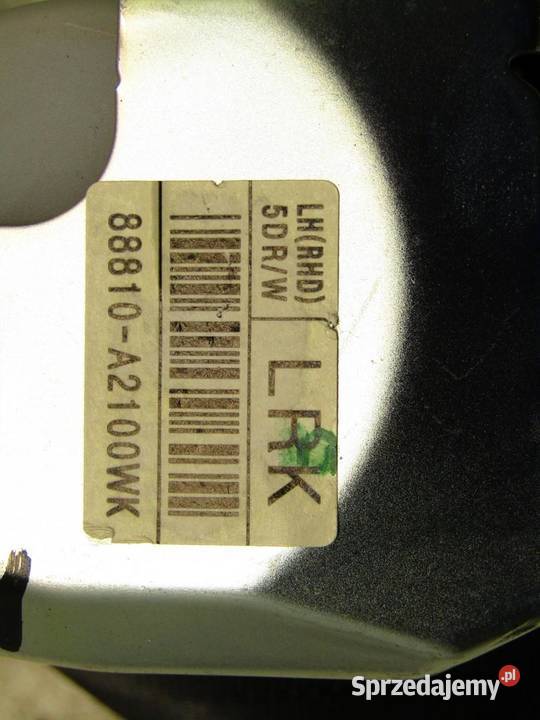 LH(RHD)
5DR/W
LRK
88810-A2100WK
Sprzedajemy.pl